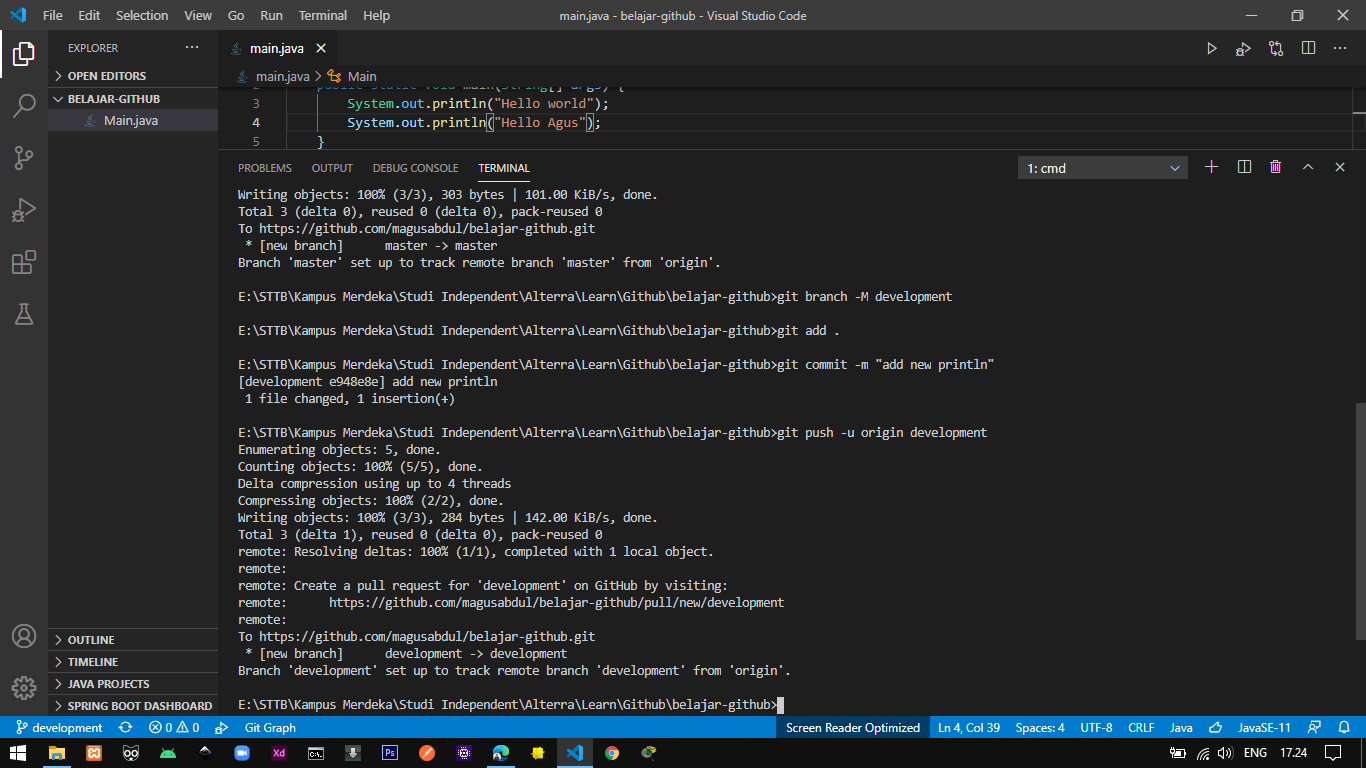 File Edit Selection View Go Run Terminal Help main.java - belajar-github - Visual Studio Code
EXPLORER
OPEN EDITORS
BELAJAR-GITHUB
Main.java
OUTLINE
TIMELINE
JAVA PROJECTS
SPRING BOOT DASHBOARD
main.java
main.java > Main
2 public static void main(String[] args) {
3 System.out.println("Hello world");
4 System.out.println("Hello Agus");
5 }
PROBLEMS OUTPUT DEBUG CONSOLE TERMINAL 1: cmd
Writing objects: 100% (3/3), 303 bytes | 101.00 KiB/s, done.
Total 3 (delta 0), reused 0 (delta 0), pack-reused 0
To https://github.com/magusabdul/belajar-github.git
* [new branch] master -> master
Branch 'master' set up to track remote branch 'master' from 'origin'.
E:\STTB\Kampus Merdeka\Studi Independent\Alterra\Learn\Github\belajar-github>git branch -M development
E:\STTB\Kampus Merdeka\Studi Independent\Alterra\Learn\Github\belajar-github>git add .
E:\STTB\Kampus Merdeka\Studi Independent\Alterra\Learn\Github\belajar-github>git commit -m "add new println"
[development e948e8e] add new println
1 file changed, 1 insertion(+)
E:\STTB\Kampus Merdeka\Studi Independent\Alterra\Learn\Github\belajar-github>git push -u origin development
Enumerating objects: 5, done.
Counting objects: 100% (5/5), done.
Delta compression using up to 4 threads
Compressing objects: 100% (2/2), done.
Writing objects: 100% (3/3), 284 bytes | 142.00 KiB/s, done.
Total 3 (delta 1), reused 0 (delta 0), pack-reused 0
remote: Resolving deltas: 100% (1/1), completed with 1 local object.
remote:
remote: Create a pull request for 'development' on GitHub by visiting:
remote: https://github.com/magusabdul/belajar-github/pull/new/development
remote:
To https://github.com/magusabdul/belajar-github.git
* [new branch] development -> development
Branch 'development' set up to track remote branch 'development' from 'origin'.
E:\STTB\Kampus Merdeka\Studi Independent\Alterra\Learn\Github\belajar-github>
development 0 0 Git Graph Screen Reader Optimized Ln 4, Col 39 Spaces: 4 UTF-8 CRLF Java JavaSE-11
Xd Ps ENG 17.24